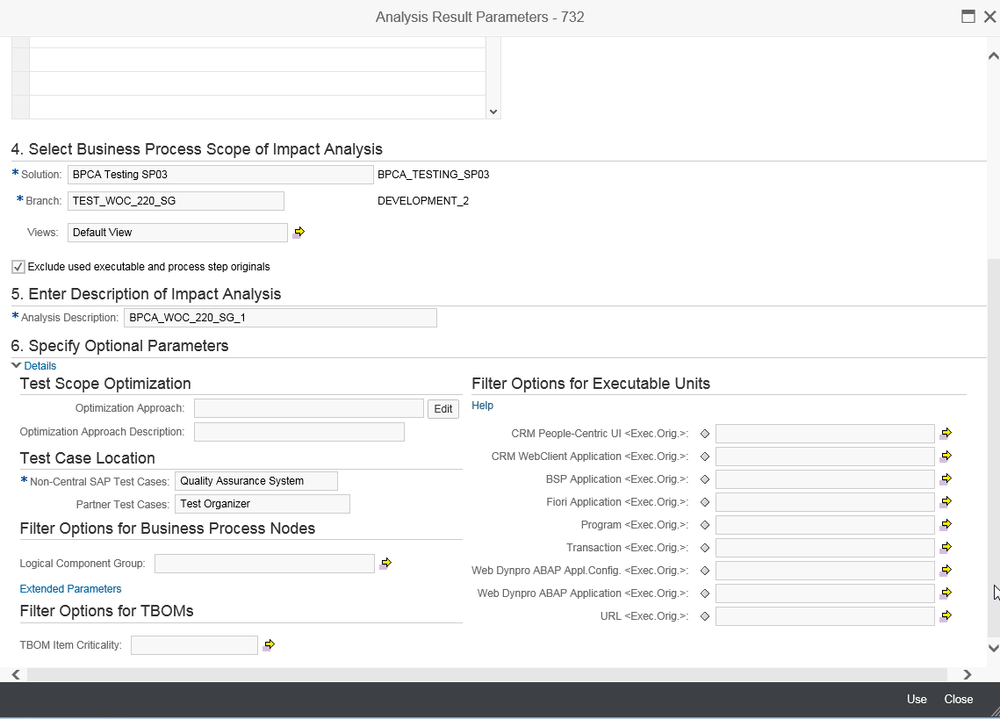 Analysis Result Parameters - 732
4. Select Business Process Scope of Impact Analysis
* Solution: BPCA Testing SP03 BPCA_TESTING_SP03
* Branch: TEST_WOC_220_SG DEVELOPMENT_2
Views: Default View
Exclude used executable and process step originals
5. Enter Description of Impact Analysis
* Analysis Description: BPCA_WOC_220_SG_1
6. Specify Optional Parameters
Details
Test Scope Optimization
Optimization Approach: Edit
Optimization Approach Description:
Test Case Location
* Non-Central SAP Test Cases: Quality Assurance System
Partner Test Cases: Test Organizer
Filter Options for Business Process Nodes
Logical Component Group:
Extended Parameters
Filter Options for TBOMs
TBOM Item Criticality:
Filter Options for Executable Units
Help
CRM People-Centric UI <Exec.Orig.>:
CRM WebClient Application <Exec.Orig.>:
BSP Application <Exec.Orig.>:
Fiori Application <Exec.Orig.>:
Program <Exec.Orig.>:
Transaction <Exec.Orig.>:
Web Dynpro ABAP Appl.Config. <Exec.Orig.>:
Web Dynpro ABAP Application <Exec.Orig.>:
URL <Exec.Orig.>:
Use Close